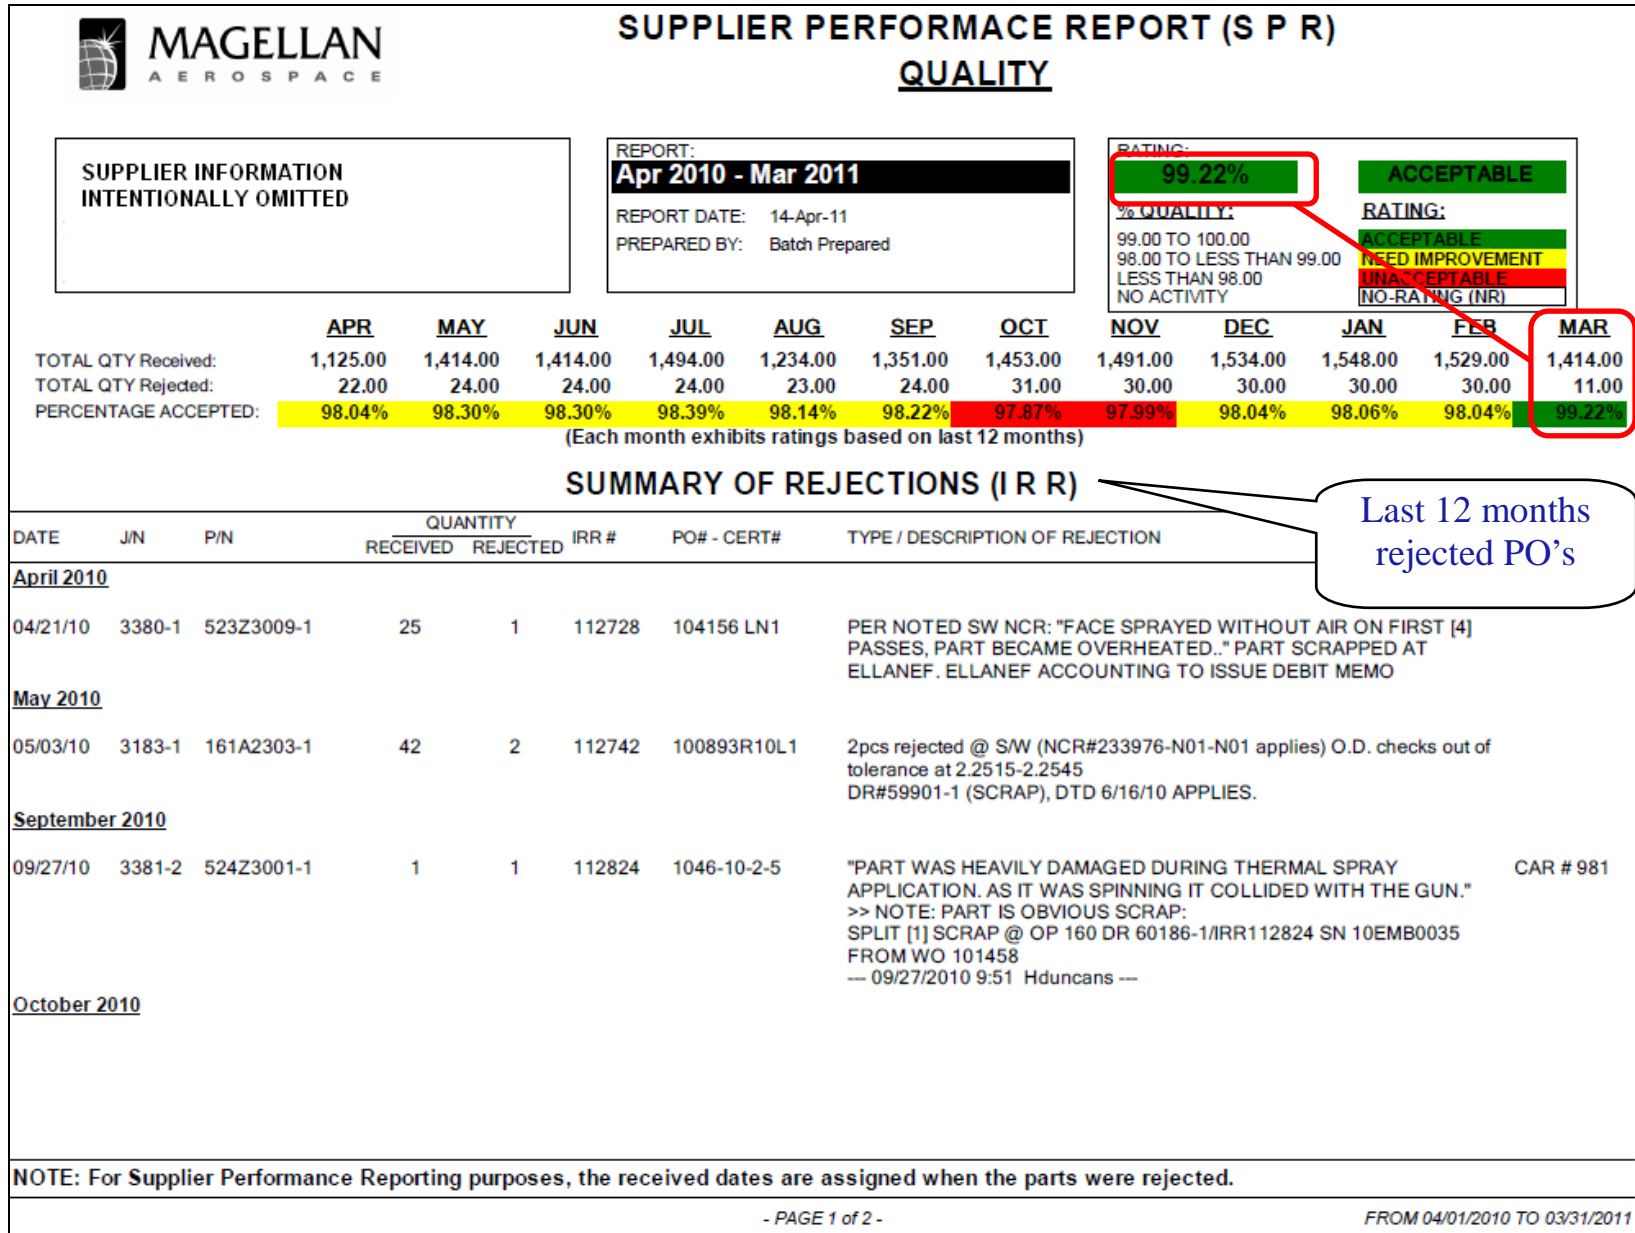 MAGELLAN
AEROSPACE
SUPPLIER PERFORMACE REPORT (S P R)
QUALITY
SUPPLIER INFORMATION
INTENTIONALLY OMITTED
REPORT:
Apr 2010 - Mar 2011
REPORT DATE: 14-Apr-11
PREPARED BY: Batch Prepared
RATING:
99.22% ACCEPTABLE
% QUALITY: RATING:
99.00 TO 100.00 ACCEPTABLE
98.00 TO LESS THAN 99.00 NEED IMPROVEMENT
LESS THAN 98.00 UNACCEPTABLE
NO ACTIVITY NO-RATING (NR)
APR MAY JUN JUL AUG SEP OCT NOV DEC JAN FEB MAR
TOTAL QTY Received: 1,125.00 1,414.00 1,414.00 1,494.00 1,234.00 1,351.00 1,453.00 1,491.00 1,534.00 1,548.00 1,529.00 1,414.00
TOTAL QTY Rejected: 22.00 24.00 24.00 24.00 23.00 24.00 31.00 30.00 30.00 30.00 30.00 11.00
PERCENTAGE ACCEPTED: 98.04% 98.30% 98.30% 98.39% 98.14% 98.22% 97.87% 97.99% 98.04% 98.06% 98.04% 99.22%
(Each month exhibits ratings based on last 12 months)
SUMMARY OF REJECTIONS (I R R)
Last 12 months
rejected PO's
QUANTITY
DATE J/N P/N RECEIVED REJECTED IRR # PO# - CERT# TYPE / DESCRIPTION OF REJECTION
April 2010
04/21/10 3380-1 523Z3009-1 25 1 112728 104156 LN1 PER NOTED SW NCR: "FACE SPRAYED WITHOUT AIR ON FIRST [4]
PASSES, PART BECAME OVERHEATED.." PART SCRAPPED AT
ELLANEF. ELLANEF ACCOUNTING TO ISSUE DEBIT MEMO
May 2010
05/03/10 3183-1 161A2303-1 42 2 112742 100893R10L1 2pcs rejected @ S/W (NCR#233976-N01-N01 applies) O.D. checks out of
tolerance at 2.2515-2.2545
DR#59901-1 (SCRAP), DTD 6/16/10 APPLIES.
September 2010
09/27/10 3381-2 524Z3001-1 1 1 112824 1046-10-2-5 "PART WAS HEAVILY DAMAGED DURING THERMAL SPRAY CAR # 981
APPLICATION. AS IT WAS SPINNING IT COLLIDED WITH THE GUN."
>> NOTE: PART IS OBVIOUS SCRAP:
SPLIT [1] SCRAP @ OP 160 DR 60186-1/IRR112824 SN 10EMB0035
FROM WO 101458
--- 09/27/2010 9:51 Hduncans ---
October 2010
NOTE: For Supplier Performance Reporting purposes, the received dates are assigned when the parts were rejected.
- PAGE 1 of 2 - FROM 04/01/2010 TO 03/31/2011